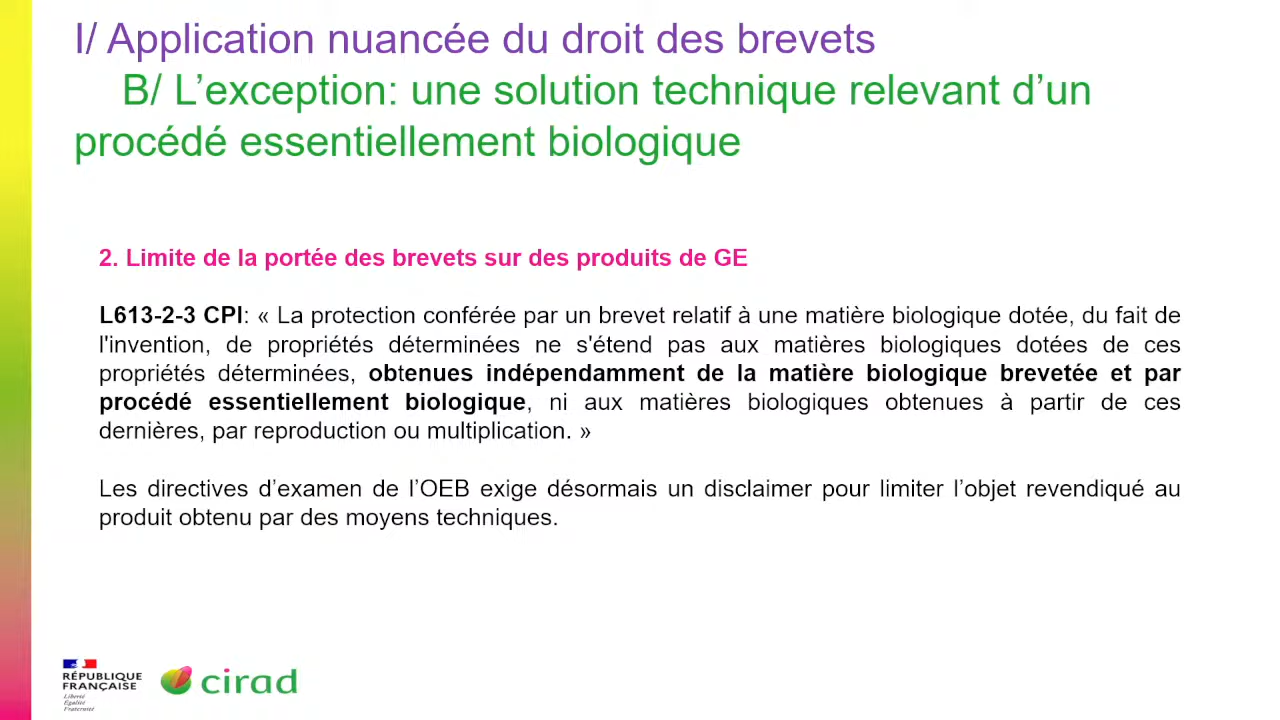 I/ Application nuancée du droit des brevets
B/ L’exception: une solution technique relevant d’un
procédé essentiellement biologique
2. Limite de la portée des brevets sur des produits de GE
L613-2-3 CPI: « La protection conférée par un brevet relatif à une matière biologique dotée, du fait de
l'invention, de propriétés déterminées ne s'étend pas aux matières biologiques dotées de ces
propriétés déterminées, obtenues indépendamment de la matière biologique brevetée et par
procédé essentiellement biologique, ni aux matières biologiques obtenues à partir de ces
dernières, par reproduction ou multiplication. »
Les directives d’examen de l’OEB exige désormais un disclaimer pour limiter l’objet revendiqué au
produit obtenu par des moyens techniques.
RÉPUBLIQUE
FRANÇAISE
Liberté
Égalité
Fraternité
cirad